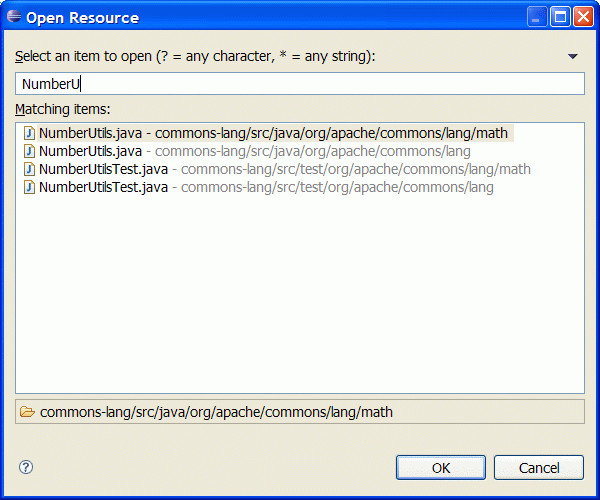 Open Resource
Select an item to open (? = any character, * = any string):
NumberU
Matching items:
NumberUtils.java - commons-lang/src/java/org/apache/commons/lang/math
NumberUtils.java - commons-lang/src/java/org/apache/commons/lang
NumberUtilsTest.java - commons-lang/src/test/org/apache/commons/lang/math
NumberUtilsTest.java - commons-lang/src/test/org/apache/commons/lang
commons-lang/src/java/org/apache/commons/lang/math
OK Cancel